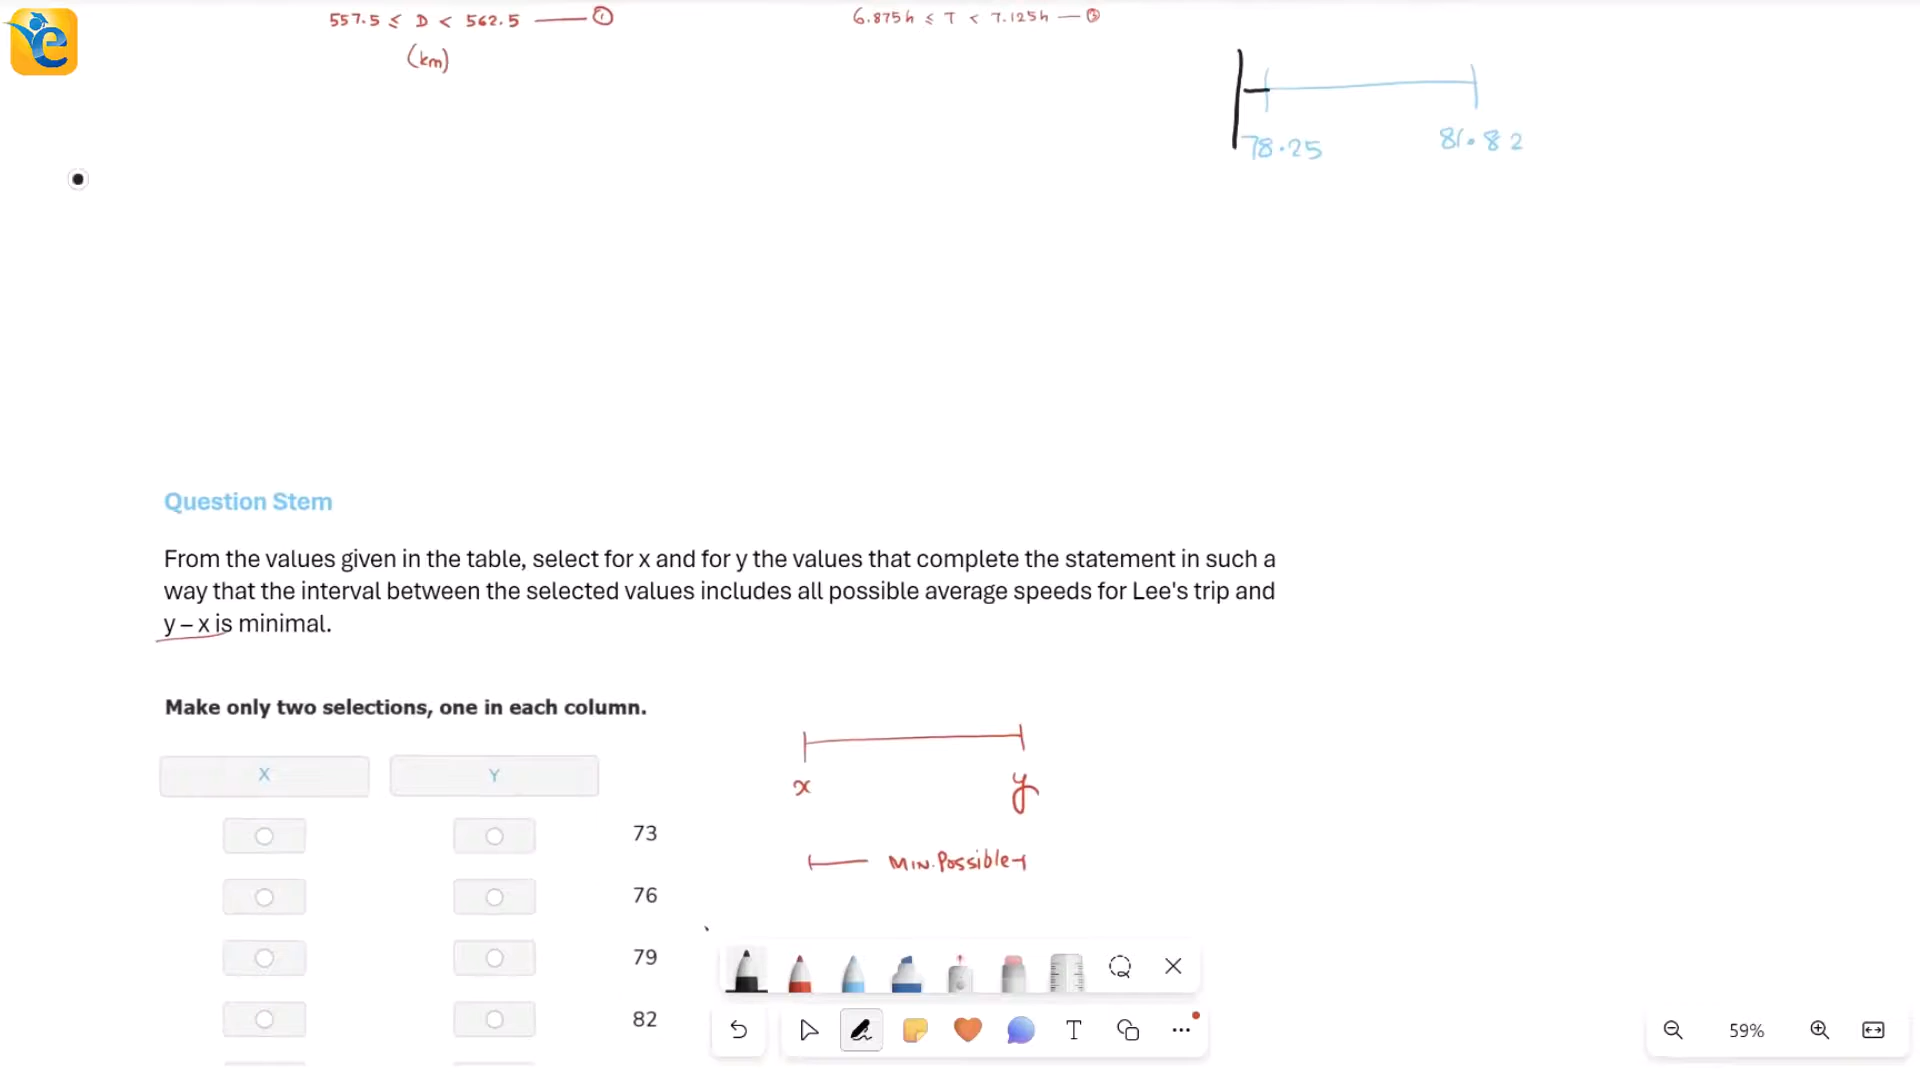 557.5 ≤ D < 562.5 —— ①
6.875h ≤ T < 7.125h — ②
(km)
78.25
81.82
Question Stem
From the values given in the table, select for x and for y the values that complete the statement in such a
way that the interval between the selected values includes all possible average speeds for Lee's trip and
y – x is minimal.
Make only two selections, one in each column.
X
Y
x
y
73
MIN.Possible
76
79
82
59%